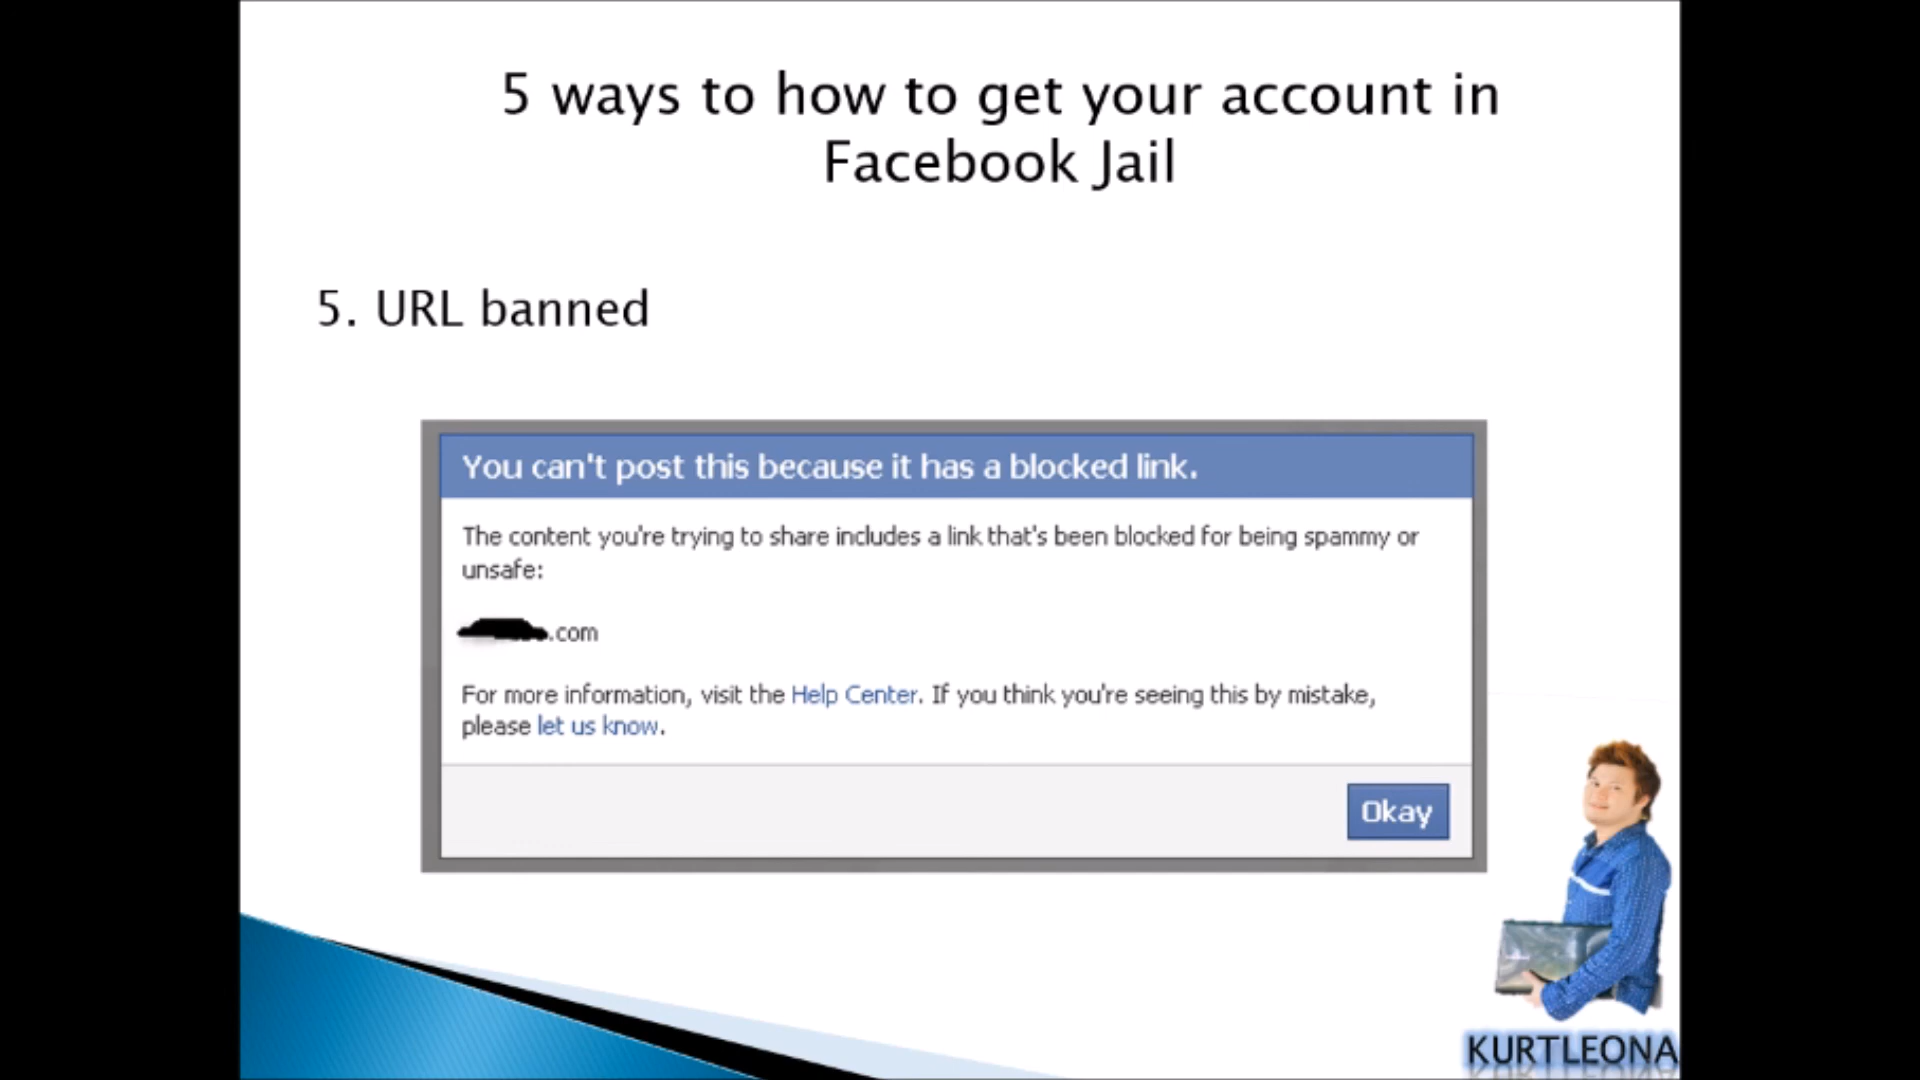 5 ways to how to get your account in
Facebook Jail
5. URL banned
You can't post this because it has a blocked link.
The content you're trying to share includes a link that's been blocked for being spammy or
unsafe:
.com
For more information, visit the Help Center. If you think you're seeing this by mistake,
please let us know.
Okay
KURTLEONA